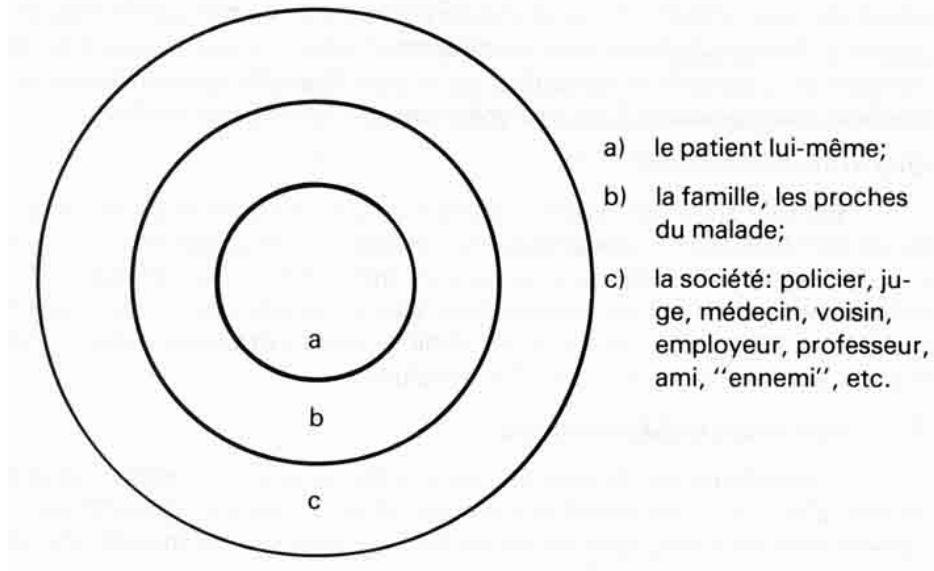 a) le patient lui-même;
b) la famille, les proches
du malade;
c) la société: policier, ju-
ge, médecin, voisin,
employeur, professeur,
ami, ''ennemi'', etc.
a
b
c